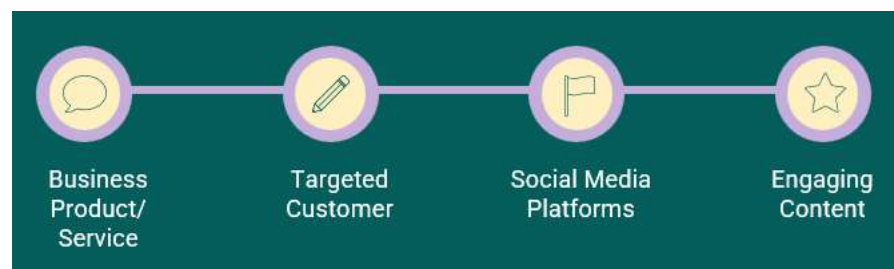 Business
Product/
Service
Targeted
Customer
Social Media
Platforms
Engaging
Content